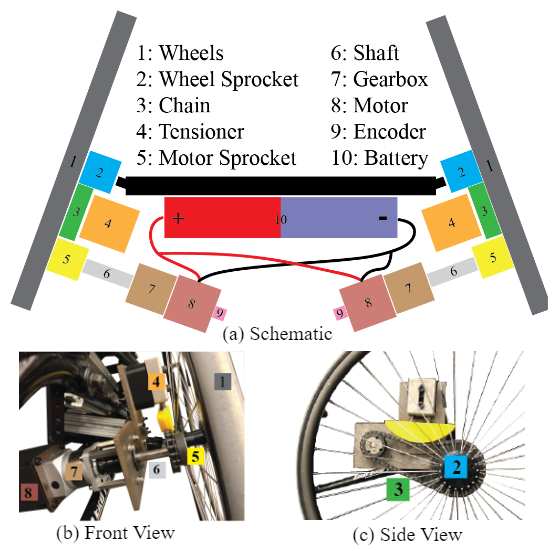 1: Wheels
2: Wheel Sprocket
3: Chain
4: Tensioner
5: Motor Sprocket
6: Shaft
7: Gearbox
8: Motor
9: Encoder
10: Battery
1 2 2 1
3 4 4 3
+ 10 -
5 6 7 8 9
9 8 7 6 5
(a) Schematic
4 1
5
6
7
8
2
3
(b) Front View
(c) Side View